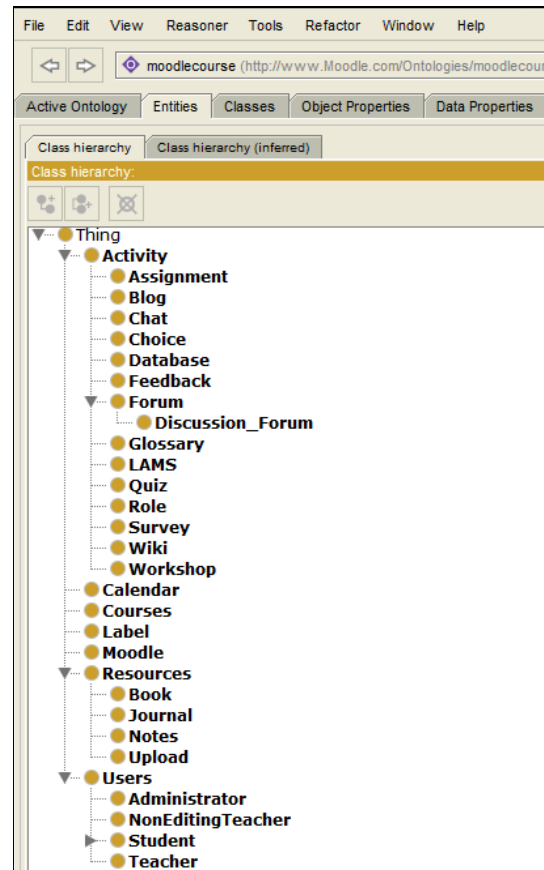 File Edit View Reasoner Tools Refactor Window Help
moodlecourse (http://www.Moodle.com/Ontologies/moodlecour
Active Ontology Entities Classes Object Properties Data Properties
Class hierarchy Class hierarchy (inferred)
Class hierarchy:
Thing
Activity
Assignment
Blog
Chat
Choice
Database
Feedback
Forum
Discussion_Forum
Glossary
LAMS
Quiz
Role
Survey
Wiki
Workshop
Calendar
Courses
Label
Moodle
Resources
Book
Journal
Notes
Upload
Users
Administrator
NonEditingTeacher
Student
Teacher